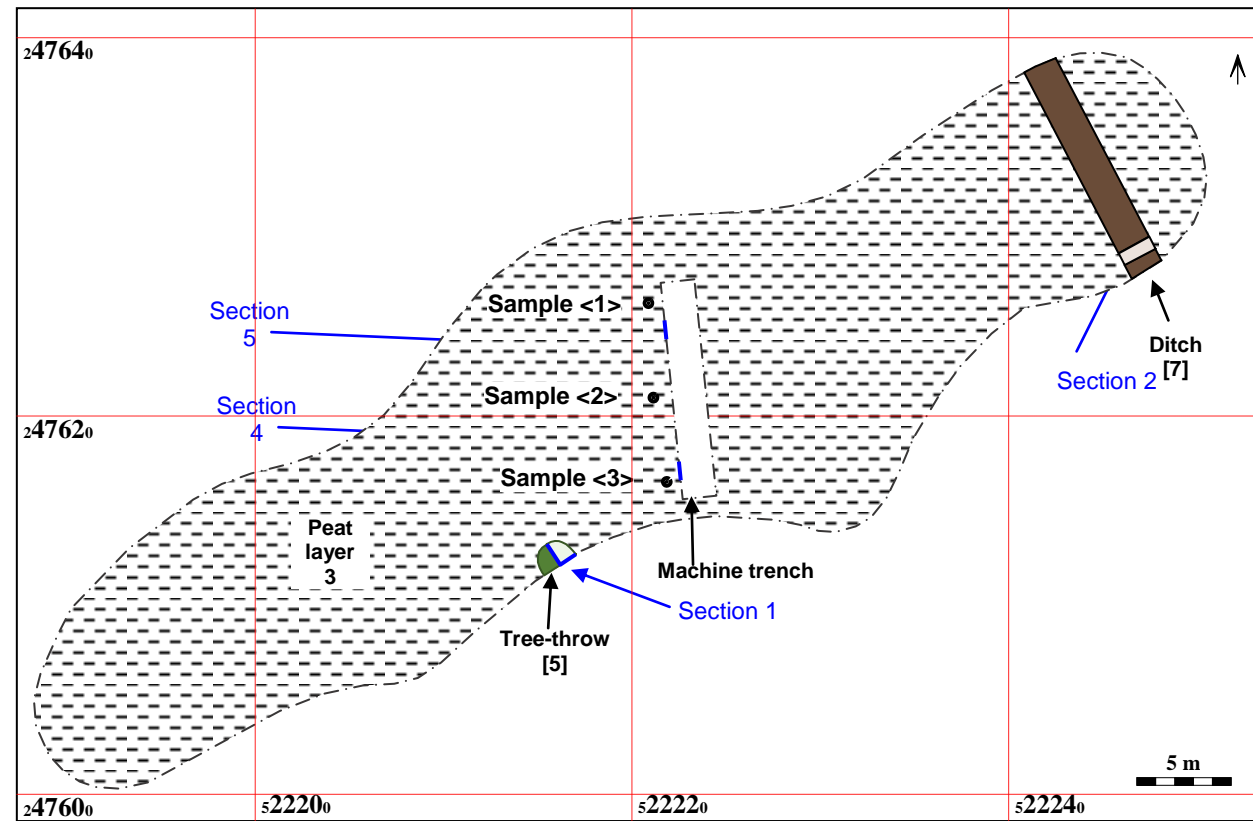 247640
Section
5
Sample <1>
Ditch
[7]
Section 2
Section
4
Sample <2>
247620
Sample <3>
Peat
layer
3
Machine trench
Section 1
Tree-throw
[5]
5 m
247600
522200
522220
522240